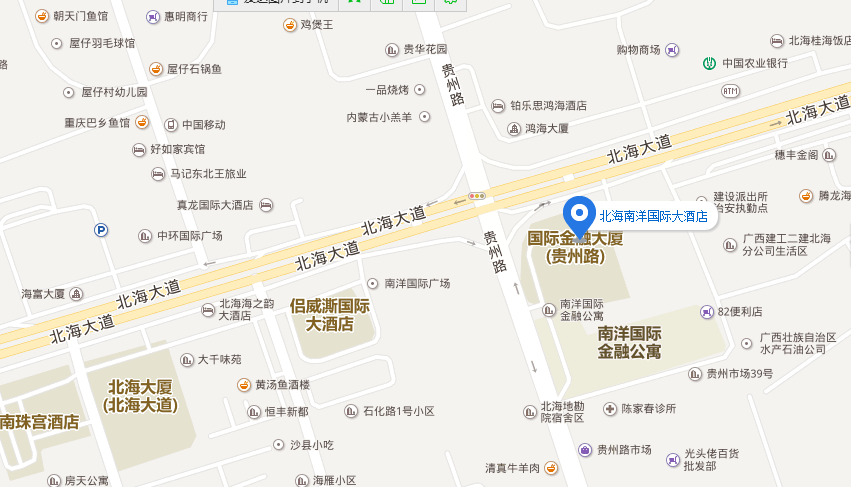 朝天门鱼馆
惠明商行
鸡煲王
屋仔羽毛球馆
贵华花园
购物商场
北海桂海饭店
路
屋仔石锅鱼
中国农业银行
屋仔村幼儿园
一品烧烤
贵州路
ATM
铂乐思鸿海酒店
内蒙古小羔羊
重庆巴乡鱼馆
中国移动
鸿海大厦
北海大道
好如家宾馆
北海大道
穗丰金阁
马记东北王旅业
真龙国际大酒店
北海大道
北海南洋国际大酒店
建设派出所
治安执勤点
腾龙海
P
中环国际广场
贵州路
国际金融大厦
(贵州路)
广西建工二建北海
分公司生活区
北海大道
南洋国际广场
海富大厦
北海大道
北海海之韵
大酒店
侣威澌国际
大酒店
南洋国际
金融公寓
82便利店
北海大道
南洋国际
金融公寓
广西壮族自治区
水产石油公司
大千味苑
贵州市场39号
北海大厦
(北海大道)
黄汤鱼酒楼
南珠宫酒店
恒丰新都
石化路1号小区
北海地勘
院宿舍区
陈家春诊所
沙县小吃
贵州路市场
光头佬百货
批发部
清真牛羊肉
房天公寓
海雁小区